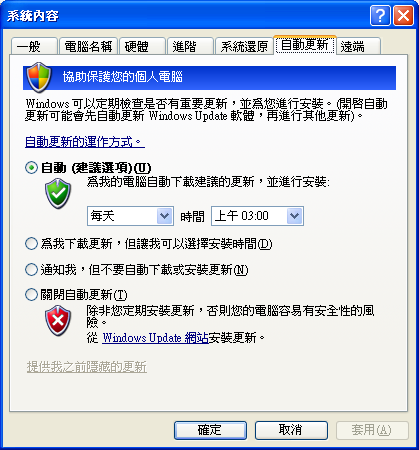 系統內容
一般 電腦名稱 硬體 進階 系統還原 自動更新 遠端
協助保護您的個人電腦
Windows 可以定期檢查是否有重要更新，並為您進行安裝。(開啓自動
更新可能會先自動更新 Windows Update 軟體，再進行其他更新)。
自動更新的運作方式。
自動 (建議選項)(U)
為我的電腦自動下載建議的更新，並進行安裝:
每天 時間 上午 03:00
為我下載更新，但讓我可以選擇安裝時間(D)
通知我，但不要自動下載或安裝更新(N)
關閉自動更新(T)
除非您定期安裝更新，否則您的電腦容易有安全性的風
險。
從 Windows Update 網站安裝更新。
提供我之前隱藏的更新
確定 取消 套用(A)